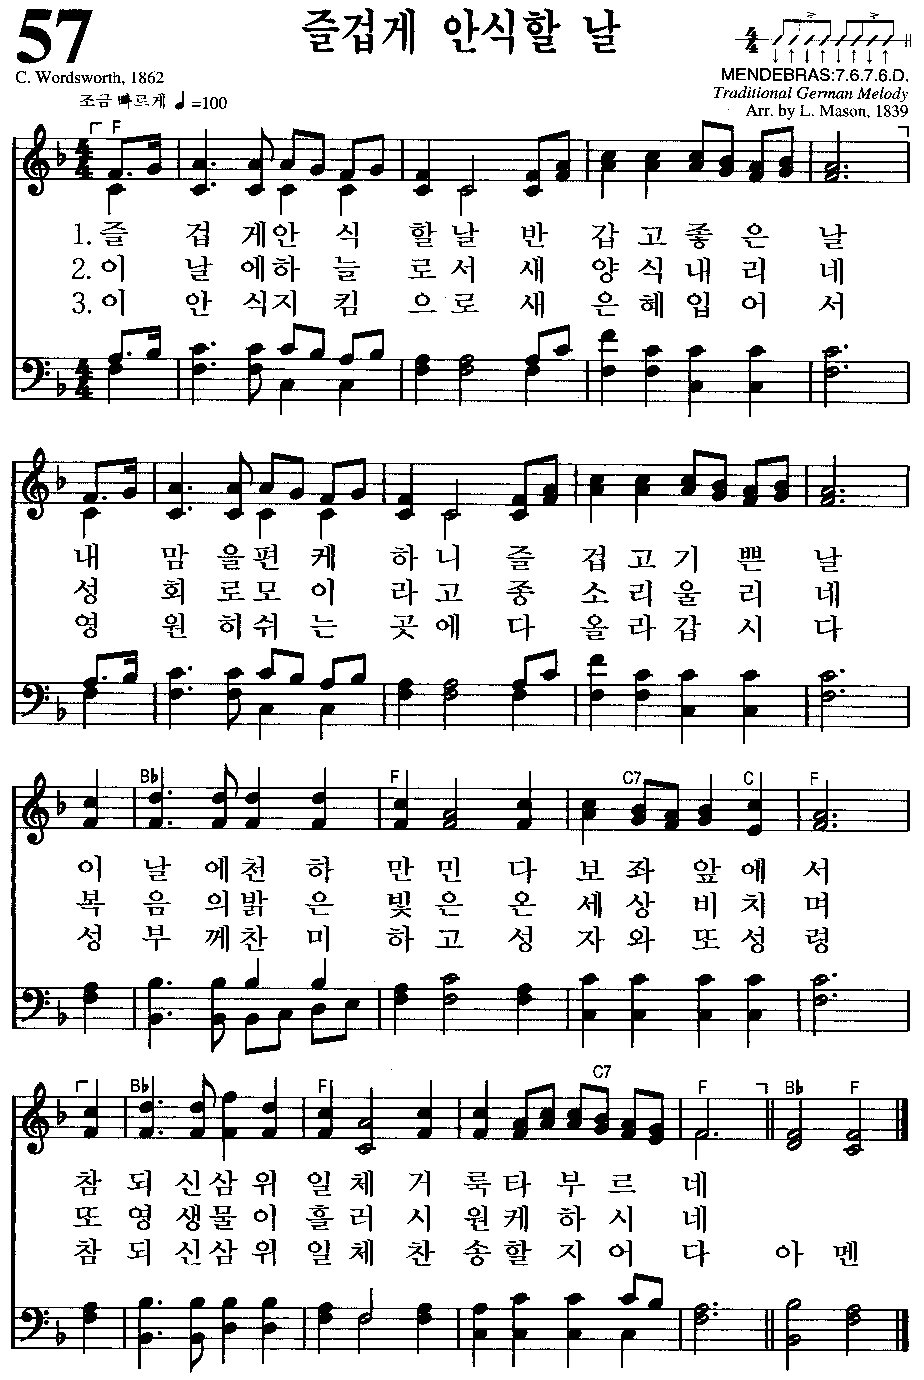 57
즐겁게 안식할 날
C. Wordsworth, 1862
MENDEBRAS:7.6.7.6.D.
Traditional German Melody
Arr. by L. Mason, 1839
조금 빠르게 ♩=100
F
1. 즐 겁 게 안 식 할 날 반 갑 고 좋 은 날
2. 이 날 에 하 늘 로 서 새 양 식 내 리 네
3. 이 안 식 지 킴 으 로 새 은 혜 입 어 서
내 맘 을 편 케 하 니 즐 겁 고 기 쁜 날
성 회 로 모 이 라 고 종 소 리 울 리 네
영 원 히 쉬 는 곳 에 다 올 라 갑 시 다
B♭ F C7 C F
이 날 에 천 하 만 민 다 보 좌 앞 에 서
복 음 의 밝 은 빛 은 온 세 상 비 치 며
성 부 께 찬 미 하 고 성 자 와 또 성 령
B♭ F C7 F B♭ F
참 되 신 삼 위 일 체 거 룩 타 부 르 네
또 영 생 물 이 흘 러 시 원 케 하 시 네
참 되 신 삼 위 일 체 찬 송 할 지 어 다 아 멘